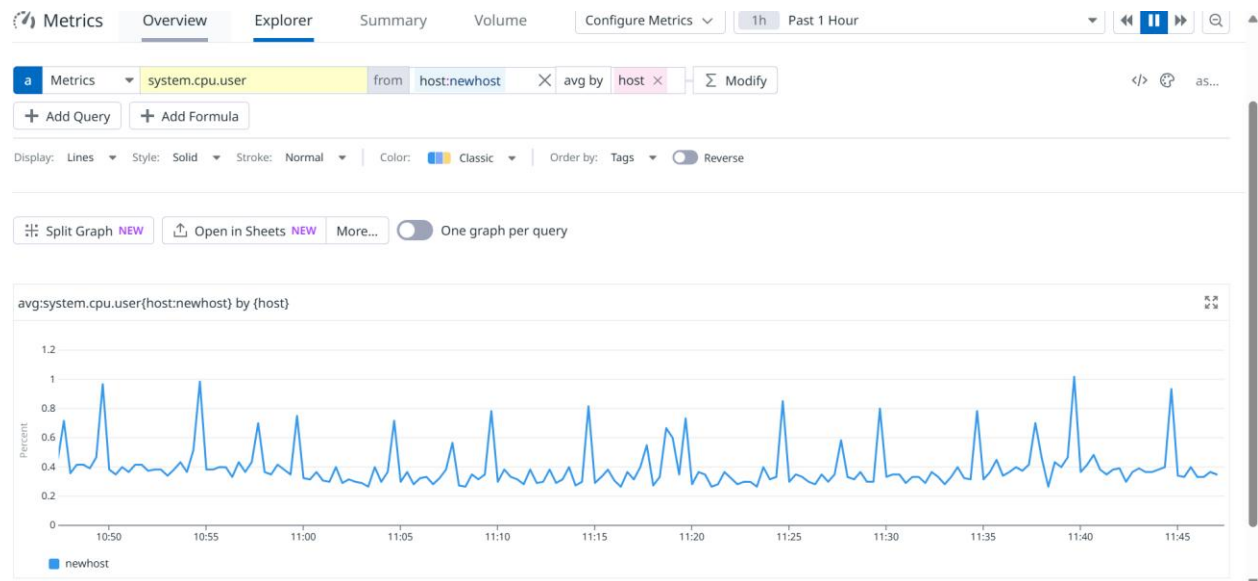 Metrics Overview Explorer Summary Volume Configure Metrics 1h Past 1 Hour
a Metrics system.cpu.user from host:newhost avg by host Σ Modify </> as...
+ Add Query + Add Formula
Display: Lines Style: Solid Stroke: Normal Color: Classic Order by: Tags Reverse
Split Graph NEW Open in Sheets NEW More... One graph per query
avg:system.cpu.user{host:newhost} by {host}
1.2
1
0.8
0.6
0.4
0.2
0
Percent
10:50 10:55 11:00 11:05 11:10 11:15 11:20 11:25 11:30 11:35 11:40 11:45
newhost